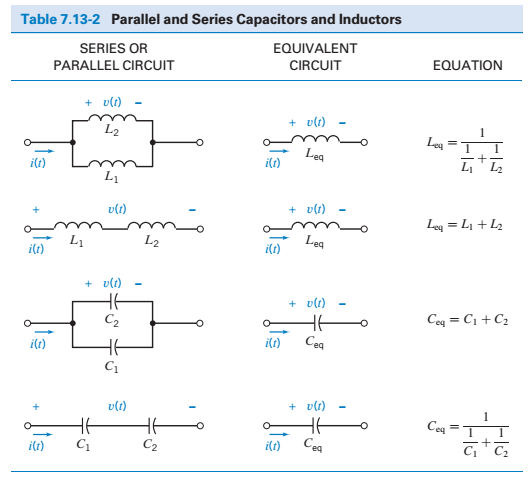 Table 7.13-2 Parallel and Series Capacitors and Inductors
SERIES OR PARALLEL CIRCUIT
EQUIVALENT CIRCUIT
EQUATION
+ v(t) –
L2
i(t)
L1
+ v(t) –
i(t) Leq
Leq = 1 / (1/L1 + 1/L2)
+ v(t) –
i(t) L1 L2
+ v(t) –
i(t) Leq
Leq = L1 + L2
+ v(t) –
C2
i(t)
C1
+ v(t) –
i(t) Ceq
Ceq = C1 + C2
+ v(t) –
i(t) C1 C2
+ v(t) –
i(t) Ceq
Ceq = 1 / (1/C1 + 1/C2)